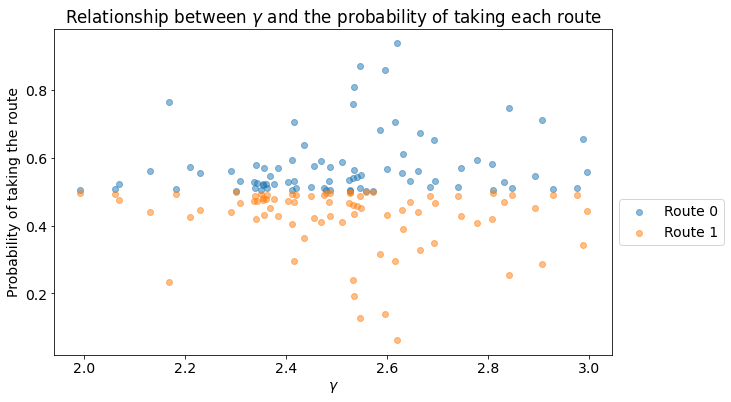 Relationship between γ and the probability of taking each route
Probability of taking the route
0.8
0.6
0.4
0.2
2.0 2.2 2.4 2.6 2.8 3.0
γ
Route 0
Route 1